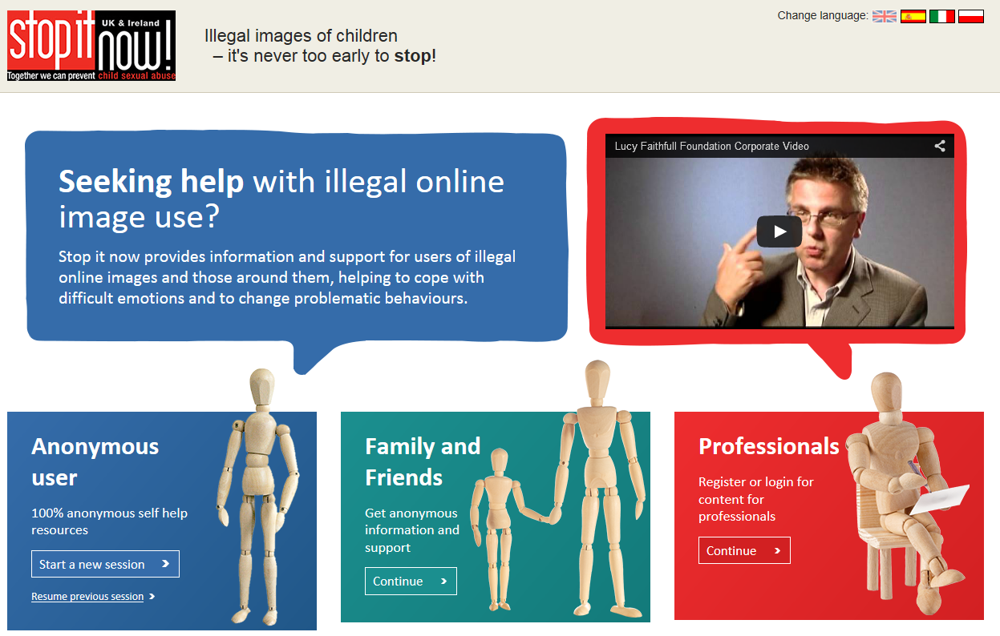 stop it now!
UK & Ireland
Together we can prevent child sexual abuse
Illegal images of children
– it's never too early to stop!
Change language:
Seeking help with illegal online
image use?
Stop it now provides information and support for users of illegal
online images and those around them, helping to cope with
difficult emotions and to change problematic behaviours.
Lucy Faithfull Foundation Corporate Video
Anonymous
user
100% anonymous self help
resources
Start a new session
Resume previous session
Family and
Friends
Get anonymous
information and
support
Continue
Professionals
Register or login for
content for
professionals
Continue